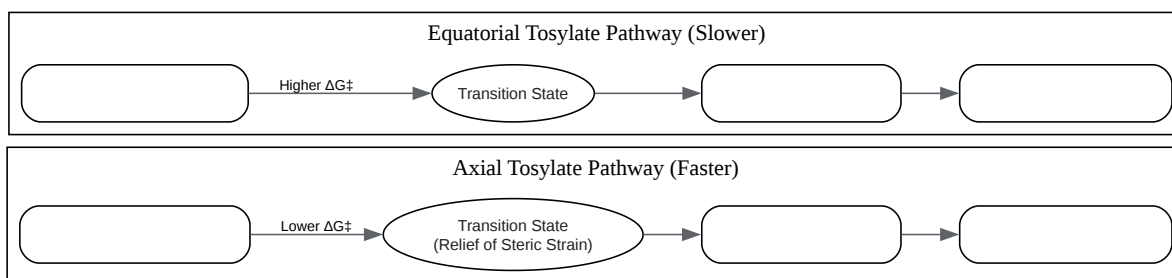 Equatorial Tosylate Pathway (Slower)
Higher ΔG‡
Transition State
Axial Tosylate Pathway (Faster)
Lower ΔG‡
Transition State
(Relief of Steric Strain)